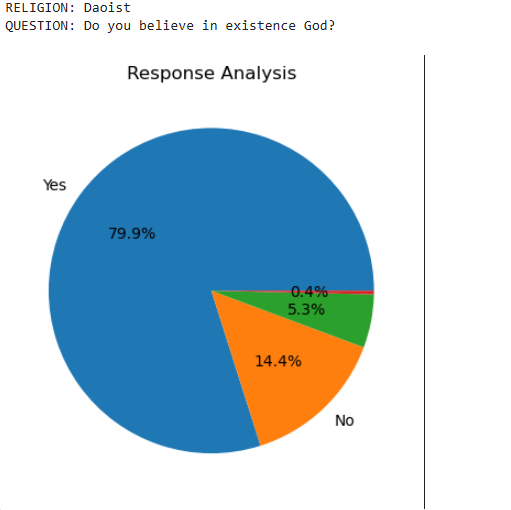 RELIGION: Daoist
QUESTION: Do you believe in existence God?
Response Analysis
Yes
79.9%
0.4%
5.3%
14.4%
No